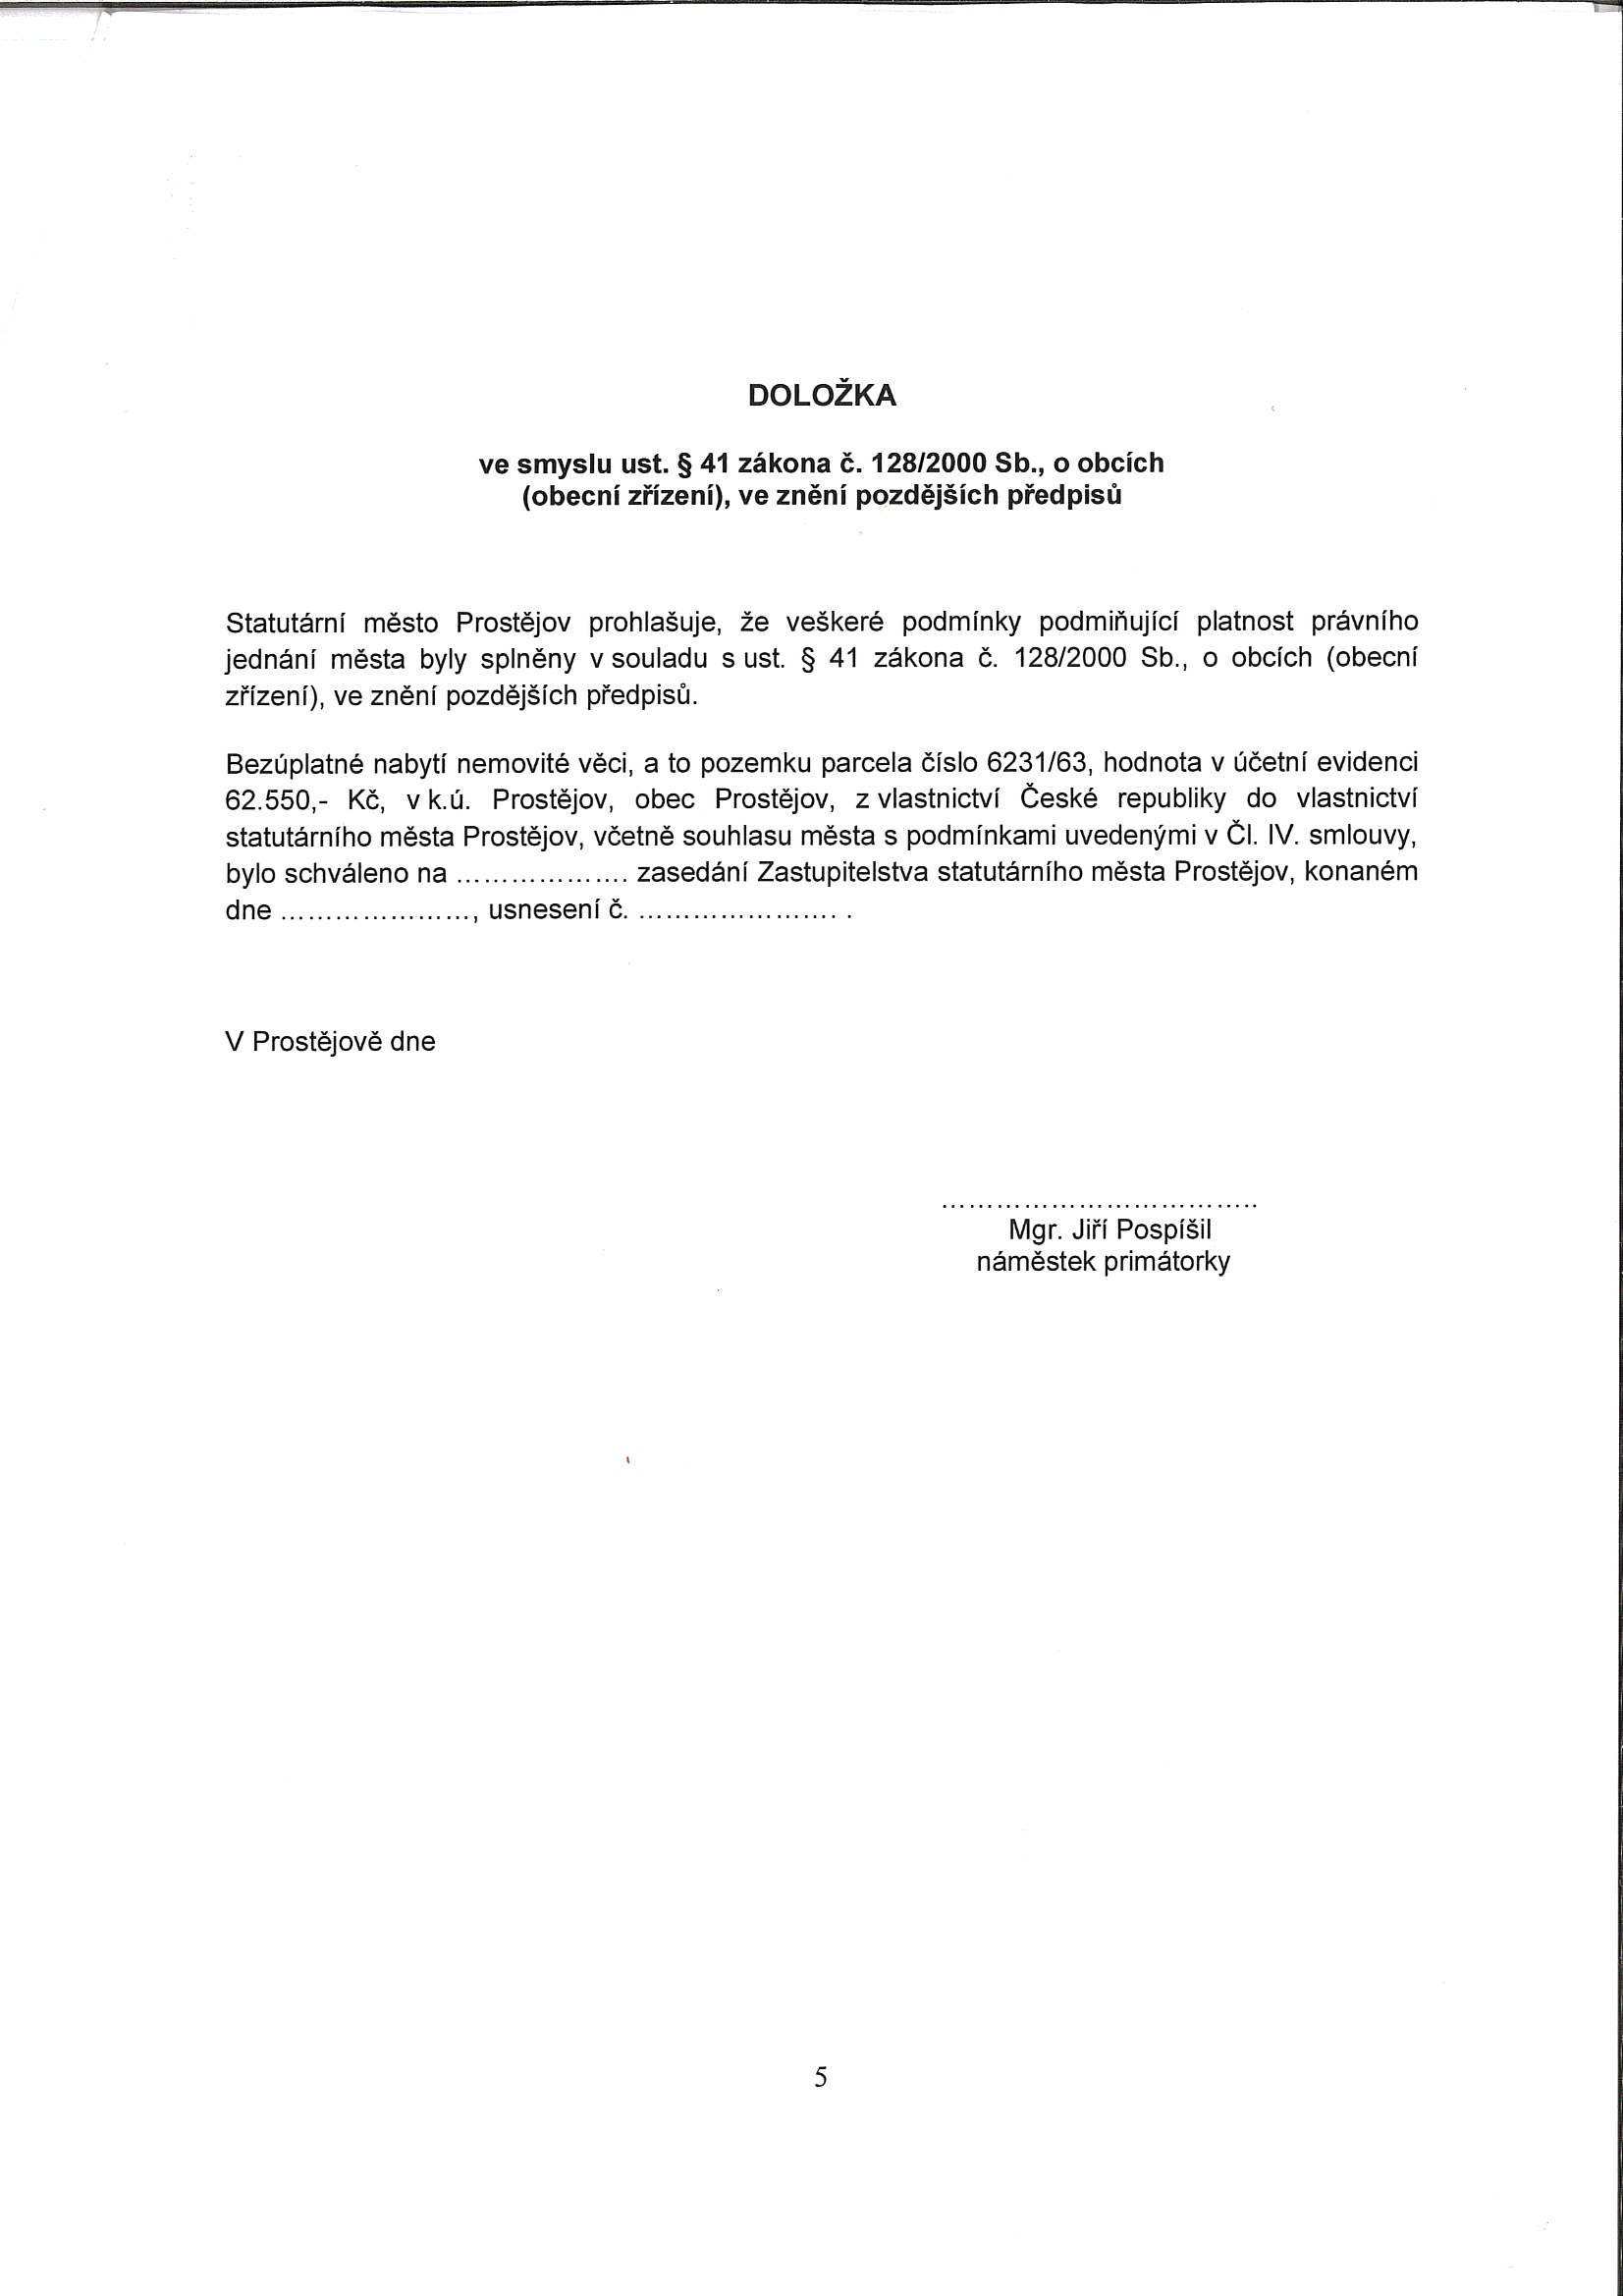 DOLOŽKA
ve smyslu ust. § 41 zákona č. 128/2000 Sb., o obcích
(obecní zřízení), ve znění pozdějších předpisů
Statutární město Prostějov prohlašuje, že veškeré podmínky podmiňující platnost právního
jednání města byly splněny v souladu s ust. § 41 zákona č. 128/2000 Sb., o obcích (obecní
zřízení), ve znění pozdějších předpisů.
Bezúplatné nabytí nemovité věci, a to pozemku parcela číslo 6231/63, hodnota v účetní evidenci
62.550,- Kč, v k.ú. Prostějov, obec Prostějov, z vlastnictví České republiky do vlastnictví
statutárního města Prostějov, včetně souhlasu města s podmínkami uvedenými v Čl. IV. smlouvy,
bylo schváleno na ................... zasedání Zastupitelstva statutárního města Prostějov, konaném
dne ....................., usnesení č. ...................... .
V Prostějově dne
...................................
Mgr. Jiří Pospíšil
náměstek primátorky
5